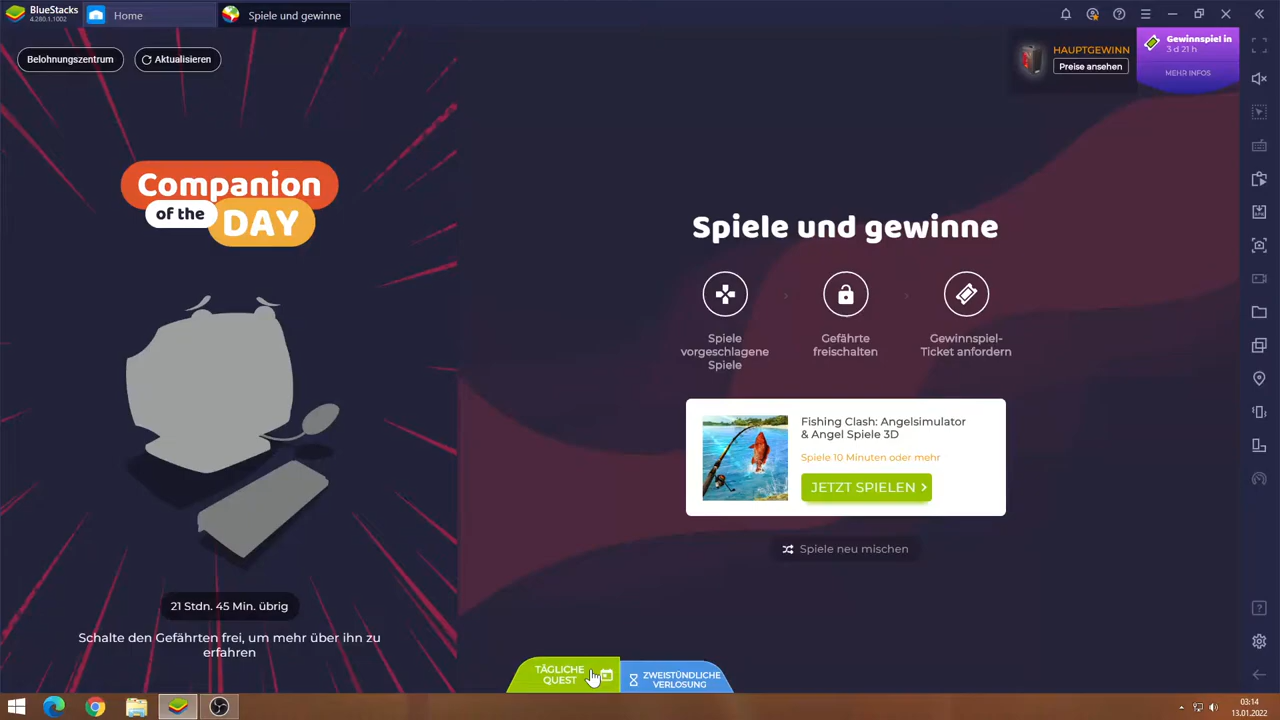 BlueStacks
4.280.1.1002
Home
Spiele und gewinne
Belohnungszentrum
Aktualisieren
HAUPTGEWINN
Preise ansehen
Gewinnspiel in
3 d 21 h
MEHR INFOS
Companion
of the
DAY
Spiele und gewinne
Spiele
vorgeschlagene
Spiele
Gefährte
freischalten
Gewinnspiel-
Ticket anfordern
Fishing Clash: Angelsimulator
& Angel Spiele 3D
Spiele 10 Minuten oder mehr
JETZT SPIELEN
Spiele neu mischen
21 Stdn. 45 Min. übrig
Schalte den Gefährten frei, um mehr über ihn zu
erfahren
TÄGLICHE
QUEST
ZWEISTÜNDLICHE
VERLOSUNG
03:14
13.01.2022